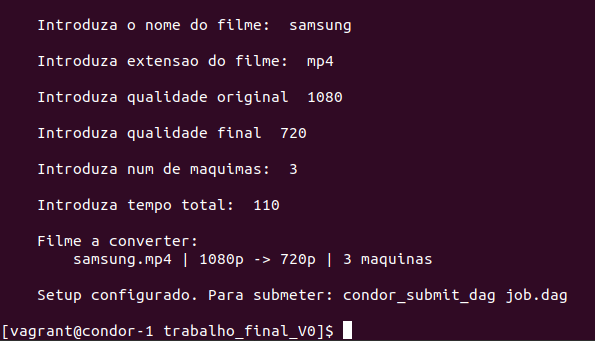 Introduza o nome do filme:  samsung
Introduza extensao do filme:  mp4
Introduza qualidade original  1080
Introduza qualidade final  720
Introduza num de maquimas:  3
Introduza tempo total:  110
Filme a converter:
samsung.mp4 | 1080p -> 720p | 3 maquinas
Setup configurado. Para submeter: condor_submit_dag job.dag
[vagrant@condor-1 trabalho_final_V0]$